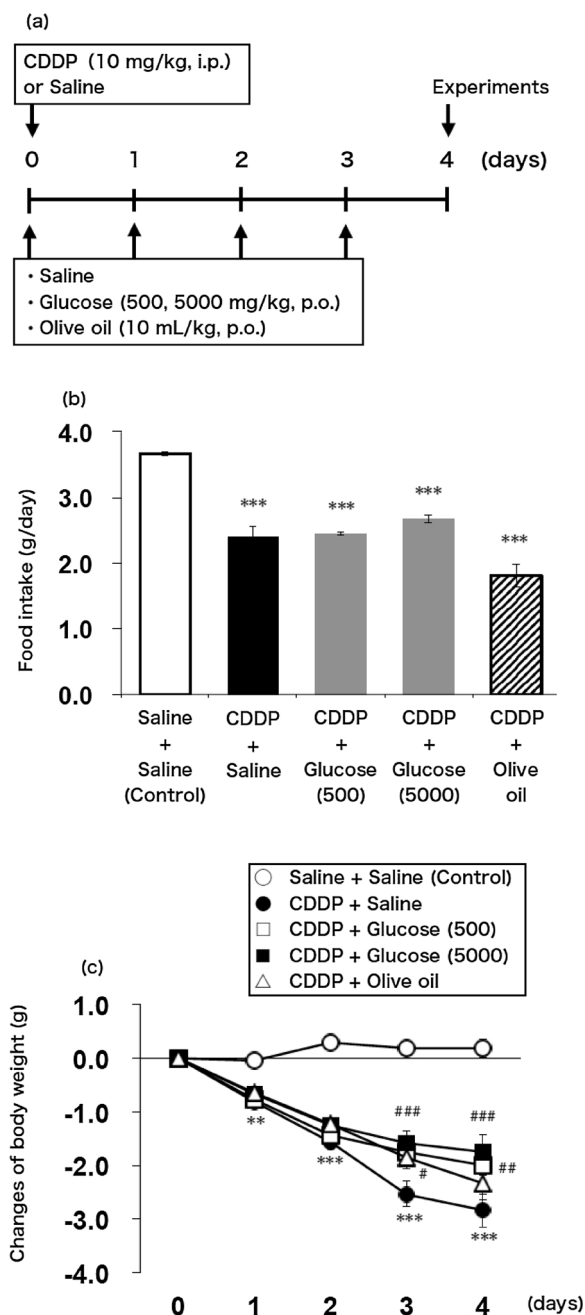 (a)
CDDP (10 mg/kg, i.p.)
or Saline
Experiments
0 1 2 3 4 (days)
・Saline
・Glucose (500, 5000 mg/kg, p.o.)
・Olive oil (10 mL/kg, p.o.)
(b)
Food intake (g/day)
4.0
3.0
2.0
1.0
0.0
*** *** *** ***
Saline + Saline (Control)
CDDP + Saline
CDDP + Glucose (500)
CDDP + Glucose (5000)
CDDP + Olive oil
Saline + Saline (Control)
CDDP + Saline
CDDP + Glucose (500)
CDDP + Glucose (5000)
CDDP + Olive oil
(c)
Changes of body weight (g)
1.0
0.0
-1.0
-2.0
-3.0
-4.0
### ###
** *** # ##
*** ***
0 1 2 3 4 (days)